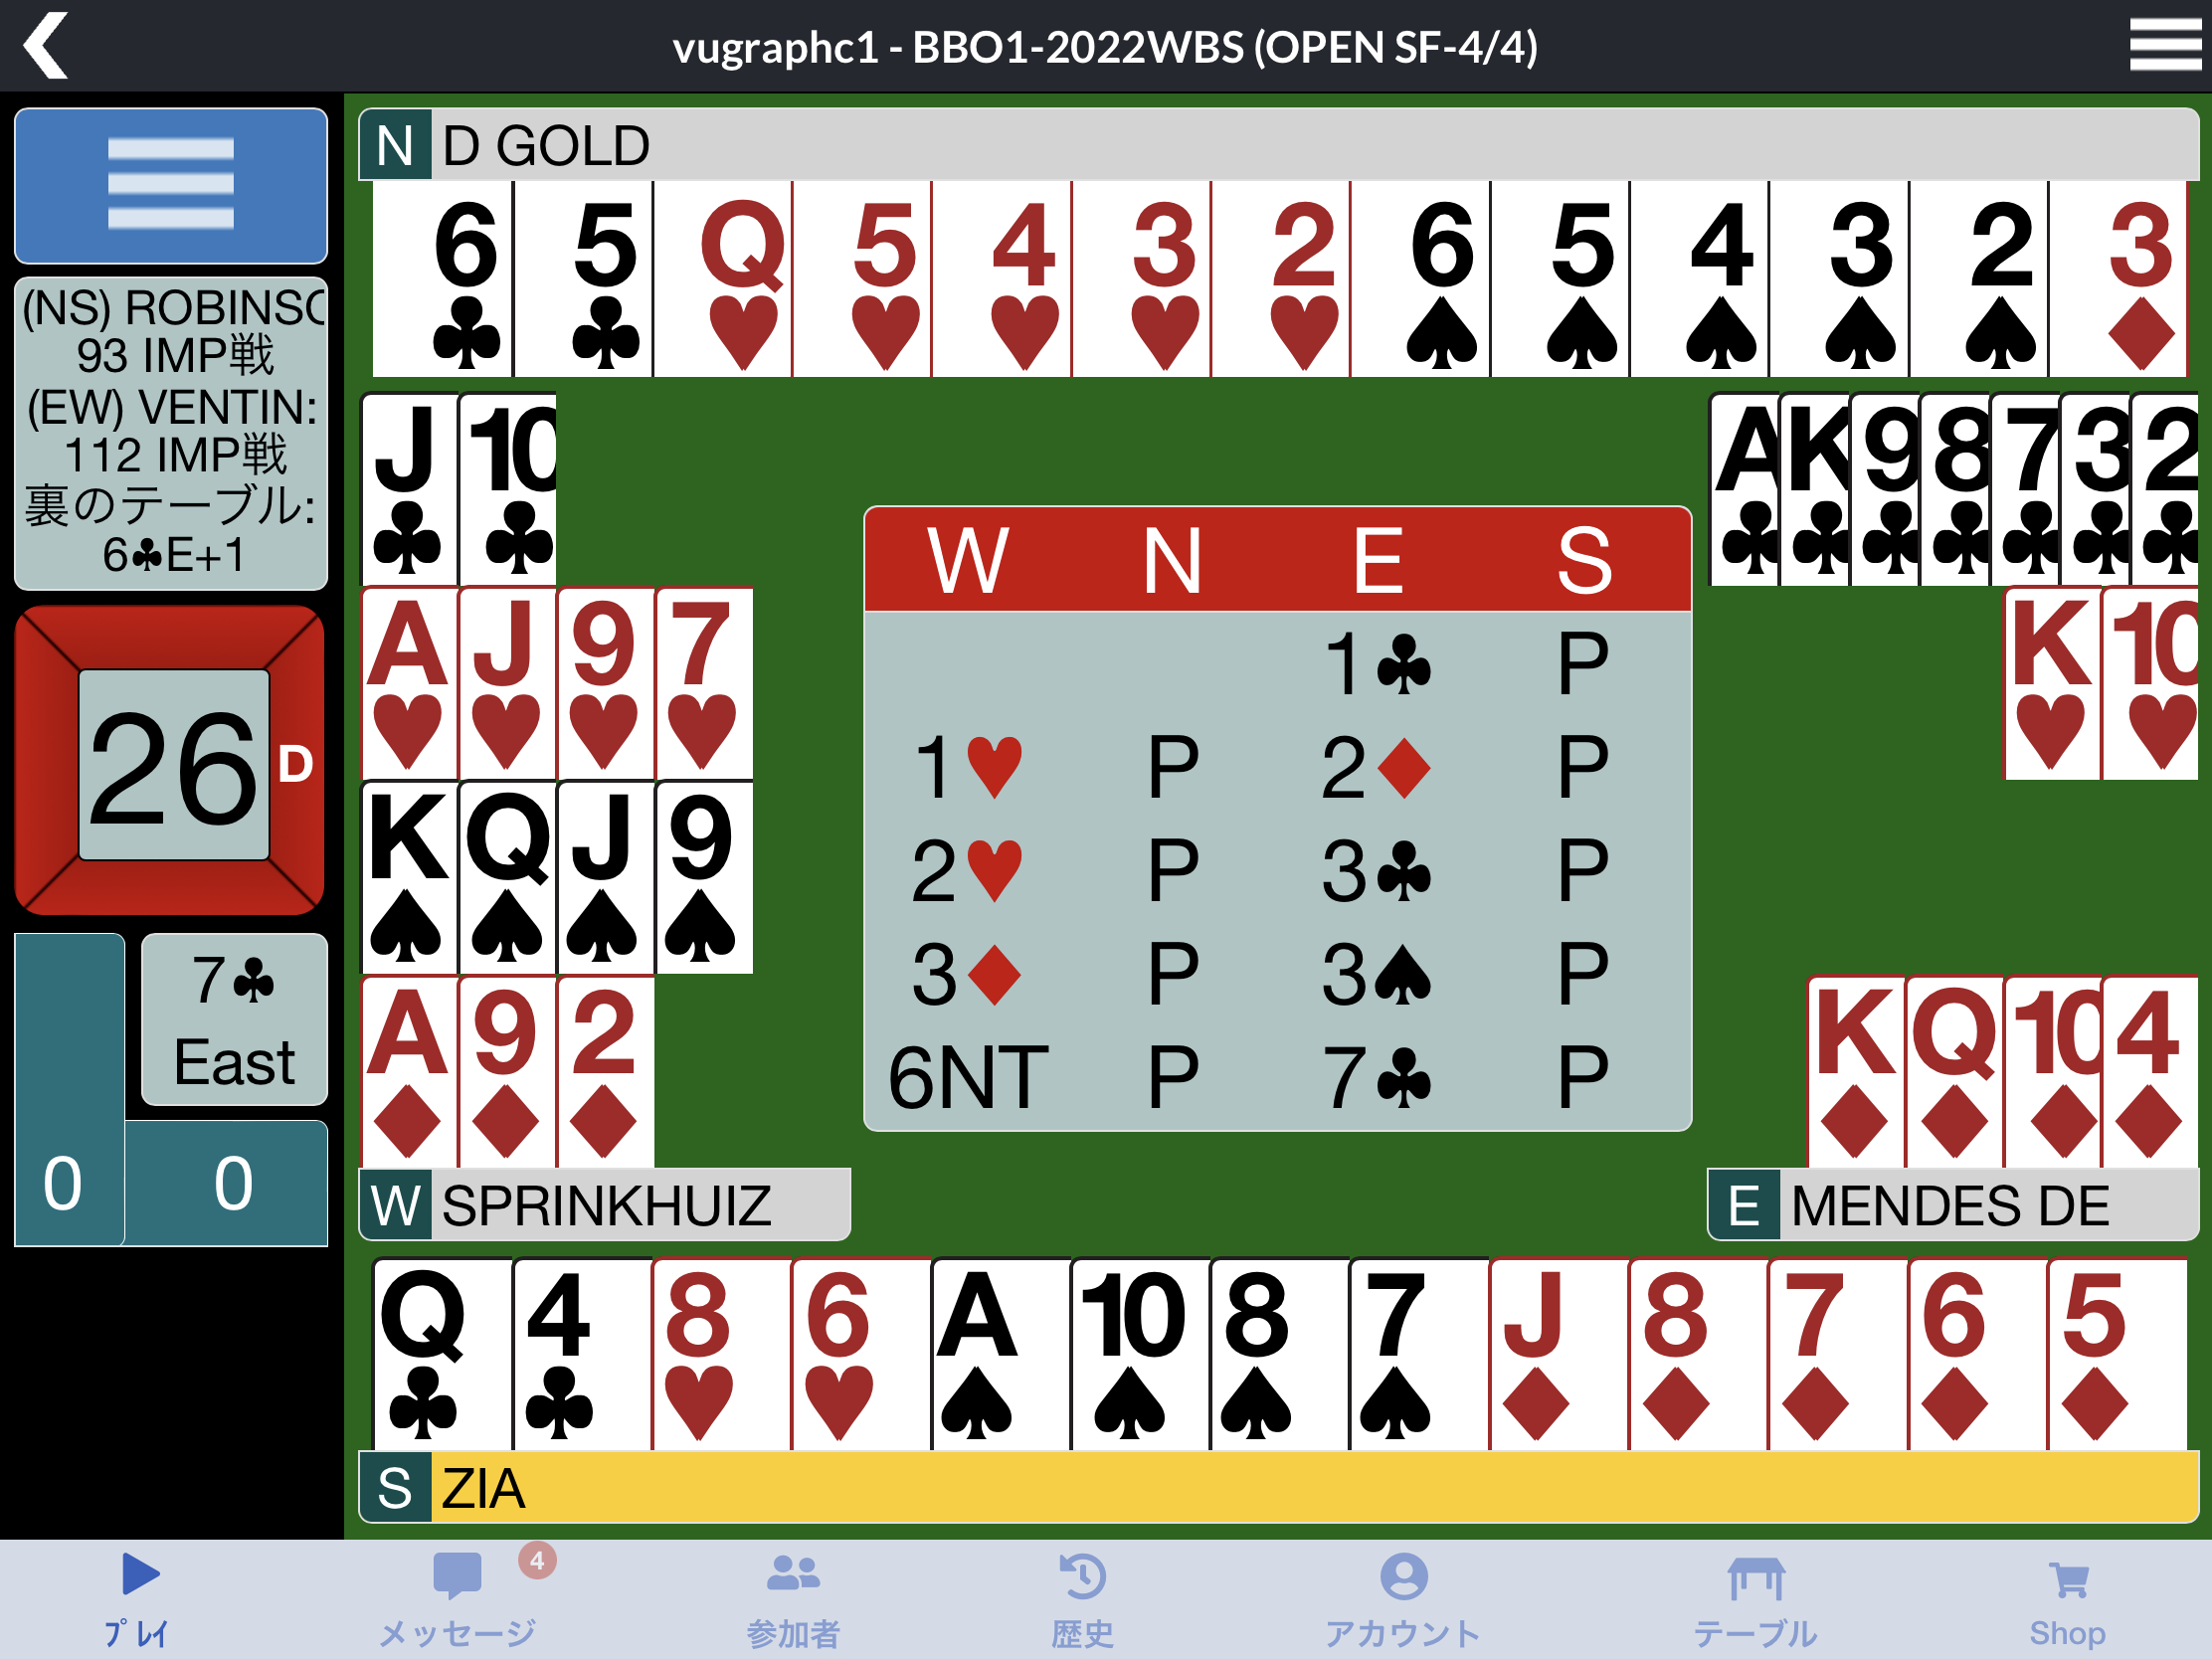 vugraphc1 - BBO1-2022WBS (OPEN SF-4/4)
N D GOLD
6♣ 5♣ Q♥ 5♥ 4♥ 3♥ 2♥ 6♠ 5♠ 4♠ 3♠ 2♠ 3♦
(NS) ROBINSO
93 IMP戦
(EW) VENTIN:
112 IMP戦
裏のテーブル:
6♣E+1
26 D
7♣
East
0 0
J♣ 10♣
A♥ J♥ 9♥ 7♥
K♠ Q♠ J♠ 9♠
A♦ 9♦ 2♦
W SPRINKHUIZ
W N E S
1♣ P
1♥ P 2♦ P
2♥ P 3♣ P
3♦ P 3♠ P
6NT P 7♣ P
A♣ K♣ 9♣ 8♣ 7♣ 3♣ 2♣
K♥ 10♥
K♦ Q♦ 10♦ 4♦
E MENDES DE
Q♣ 4♣ 8♥ 6♥ A♠ 10♠ 8♠ 7♠ J♦ 8♦ 7♦ 6♦ 5♦
S ZIA
4
プレイ メッセージ 参加者 歴史 アカウント テーブル Shop